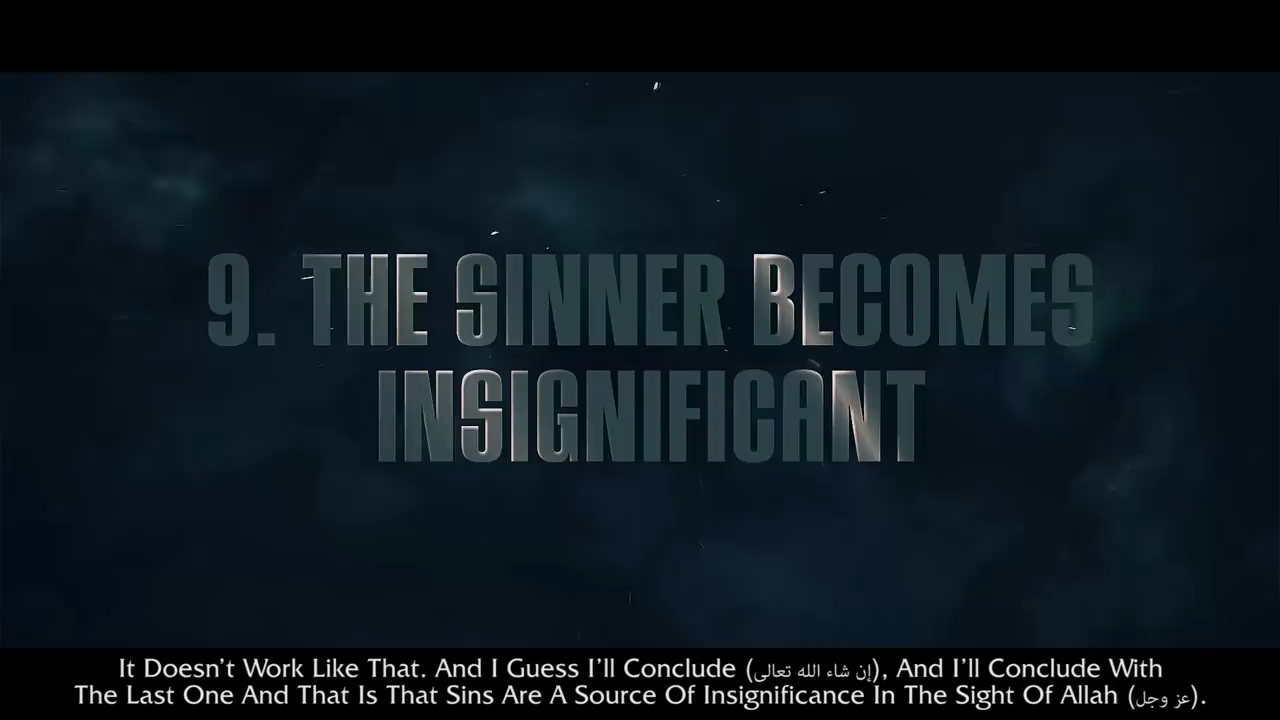 9. THE SINNER BECOMES
INSIGNIFICANT
It Doesn't Work Like That. And I Guess I'll Conclude (إن شاء الله تعالى), And I'll Conclude With
The Last One And That Is That Sins Are A Source Of Insignificance In The Sight Of Allah (عز وجل).